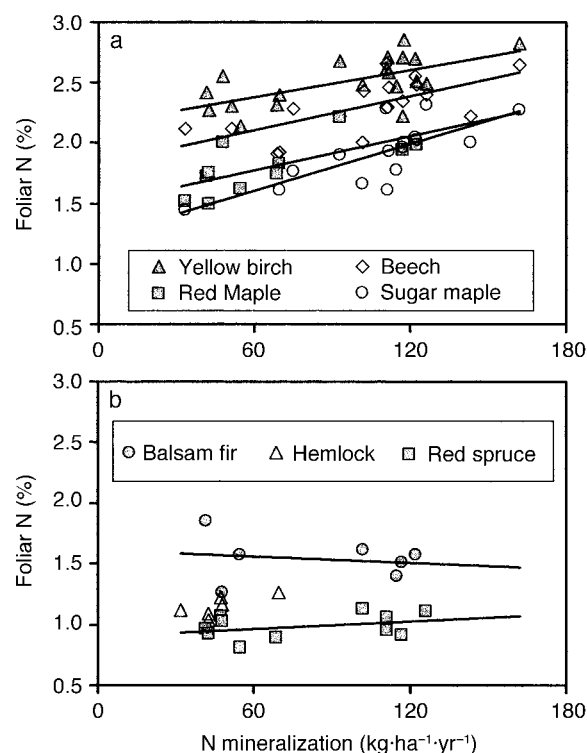 a
3.0
2.5
2.0
1.5
1.0
0.5
Foliar N (%)
Yellow birch
Beech
Red Maple
Sugar maple
0
60
120
180
b
3.0
2.5
2.0
1.5
1.0
0.5
Foliar N (%)
Balsam fir
Hemlock
Red spruce
0
60
120
180
N mineralization (kg·ha⁻¹·yr⁻¹)